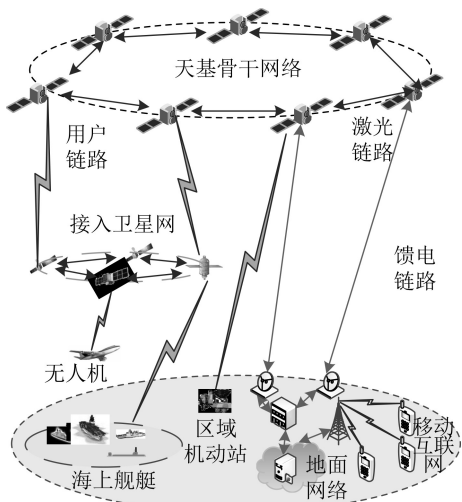 天基骨干网络
用户
链路
激光
链路
接入卫星网
馈电
链路
无人机
区域
机动站
移动
互联
网
地面
网络
海上舰艇